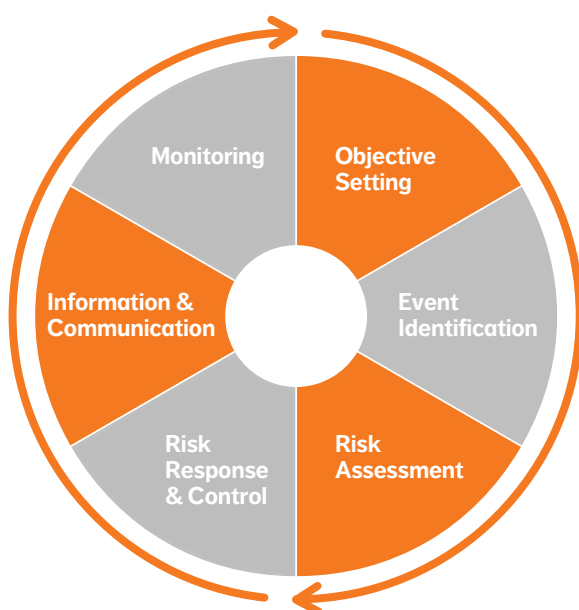 Objective
Setting
Event
Identification
Risk
Assessment
Risk
Response
& Control
Information &
Communication
Monitoring